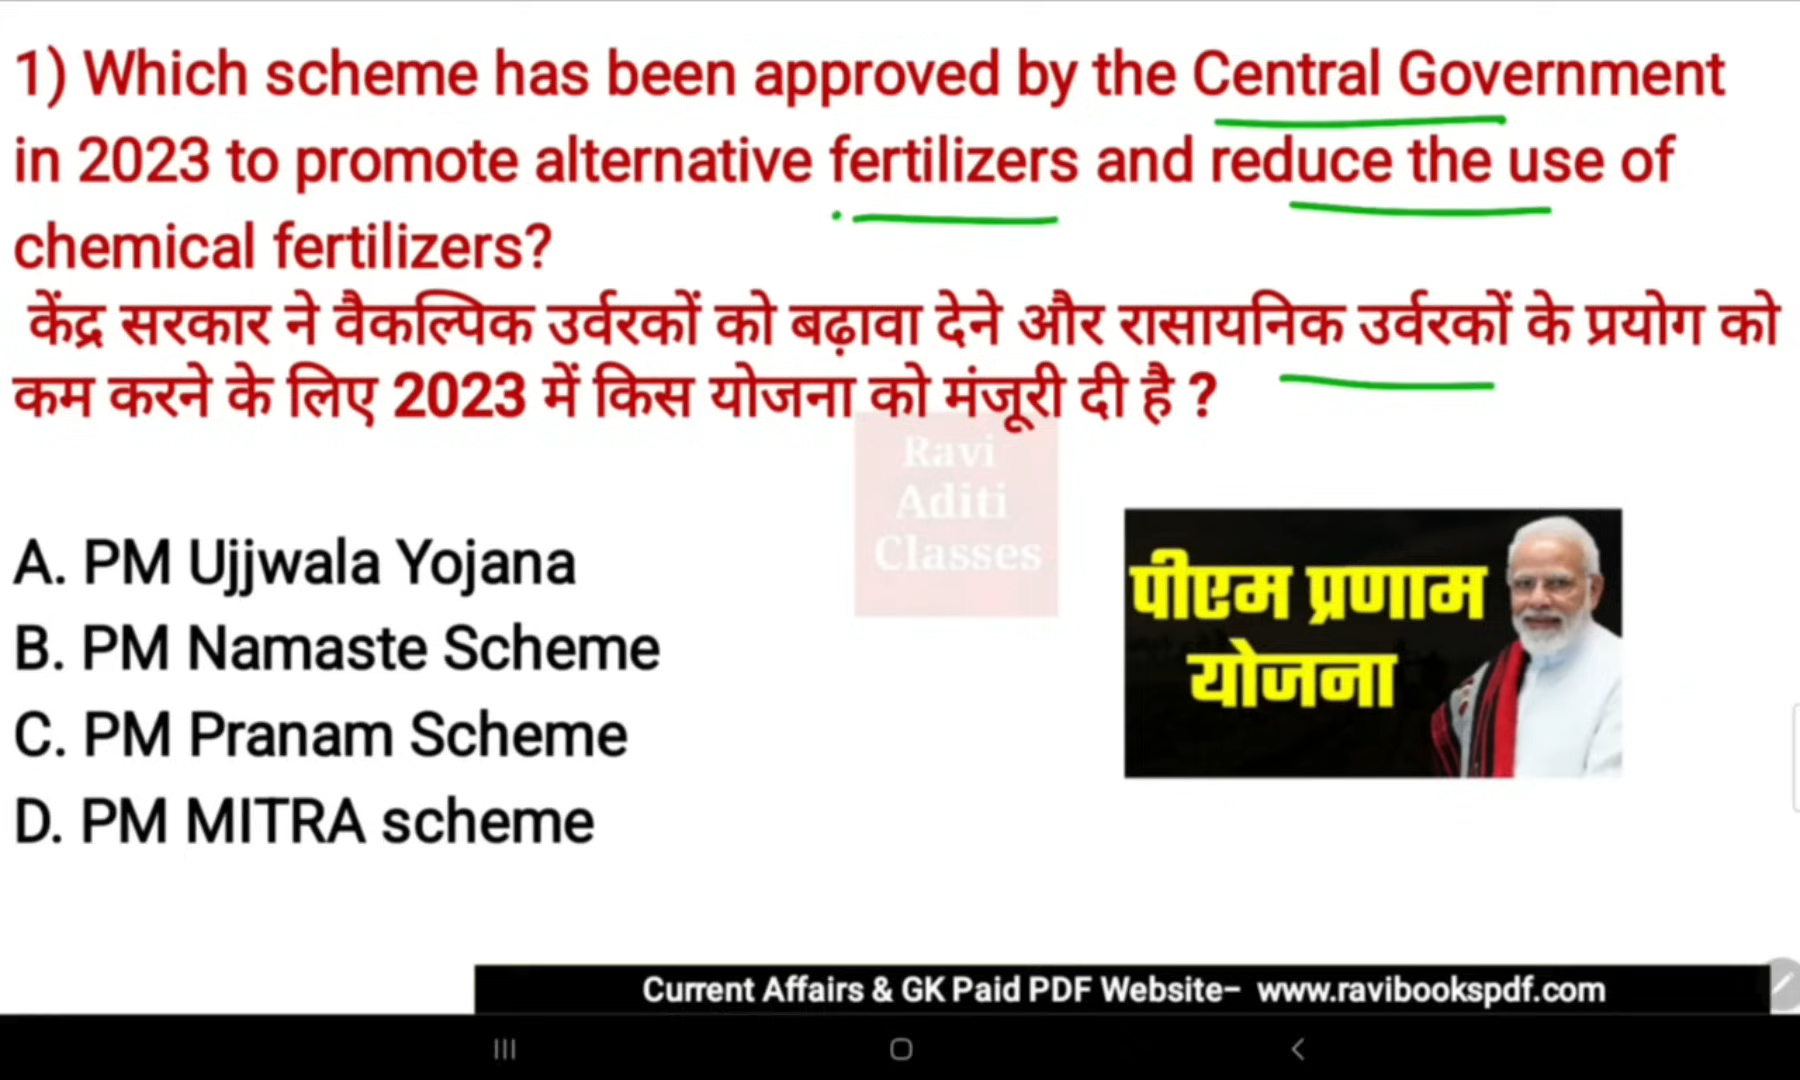 1) Which scheme has been approved by the Central Government
in 2023 to promote alternative fertilizers and reduce the use of
chemical fertilizers?
केंद्र सरकार ने वैकल्पिक उर्वरकों को बढ़ावा देने और रासायनिक उर्वरकों के प्रयोग को
कम करने के लिए 2023 में किस योजना को मंजूरी दी है ?
Ravi
Aditi
Classes
A. PM Ujjwala Yojana
B. PM Namaste Scheme
C. PM Pranam Scheme
D. PM MITRA scheme
पीएम प्रणाम
योजना
Current Affairs & GK Paid PDF Website- www.ravibookspdf.com